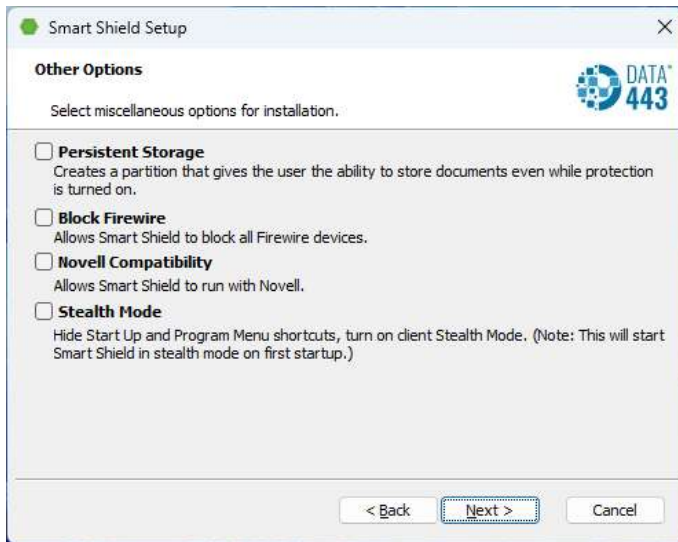 Smart Shield Setup
Other Options
Select miscellaneous options for installation.
DATA™
443
Persistent Storage
Creates a partition that gives the user the ability to store documents even while protection
is turned on.
Block Firewire
Allows Smart Shield to block all Firewire devices.
Novell Compatibility
Allows Smart Shield to run with Novell.
Stealth Mode
Hide Start Up and Program Menu shortcuts, turn on client Stealth Mode. (Note: This will start
Smart Shield in stealth mode on first startup.)
< Back
Next >
Cancel